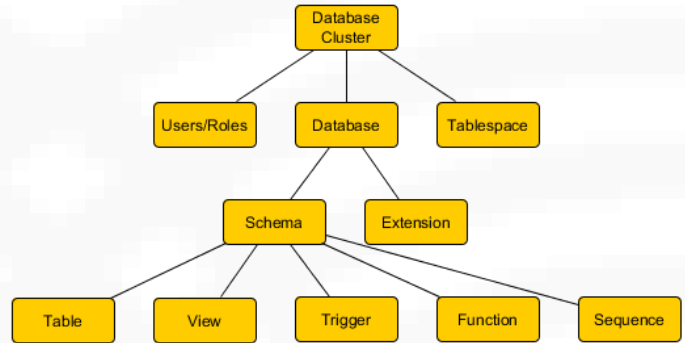 Database
Cluster
Users/Roles
Database
Tablespace
Schema
Extension
Table
View
Trigger
Function
Sequence